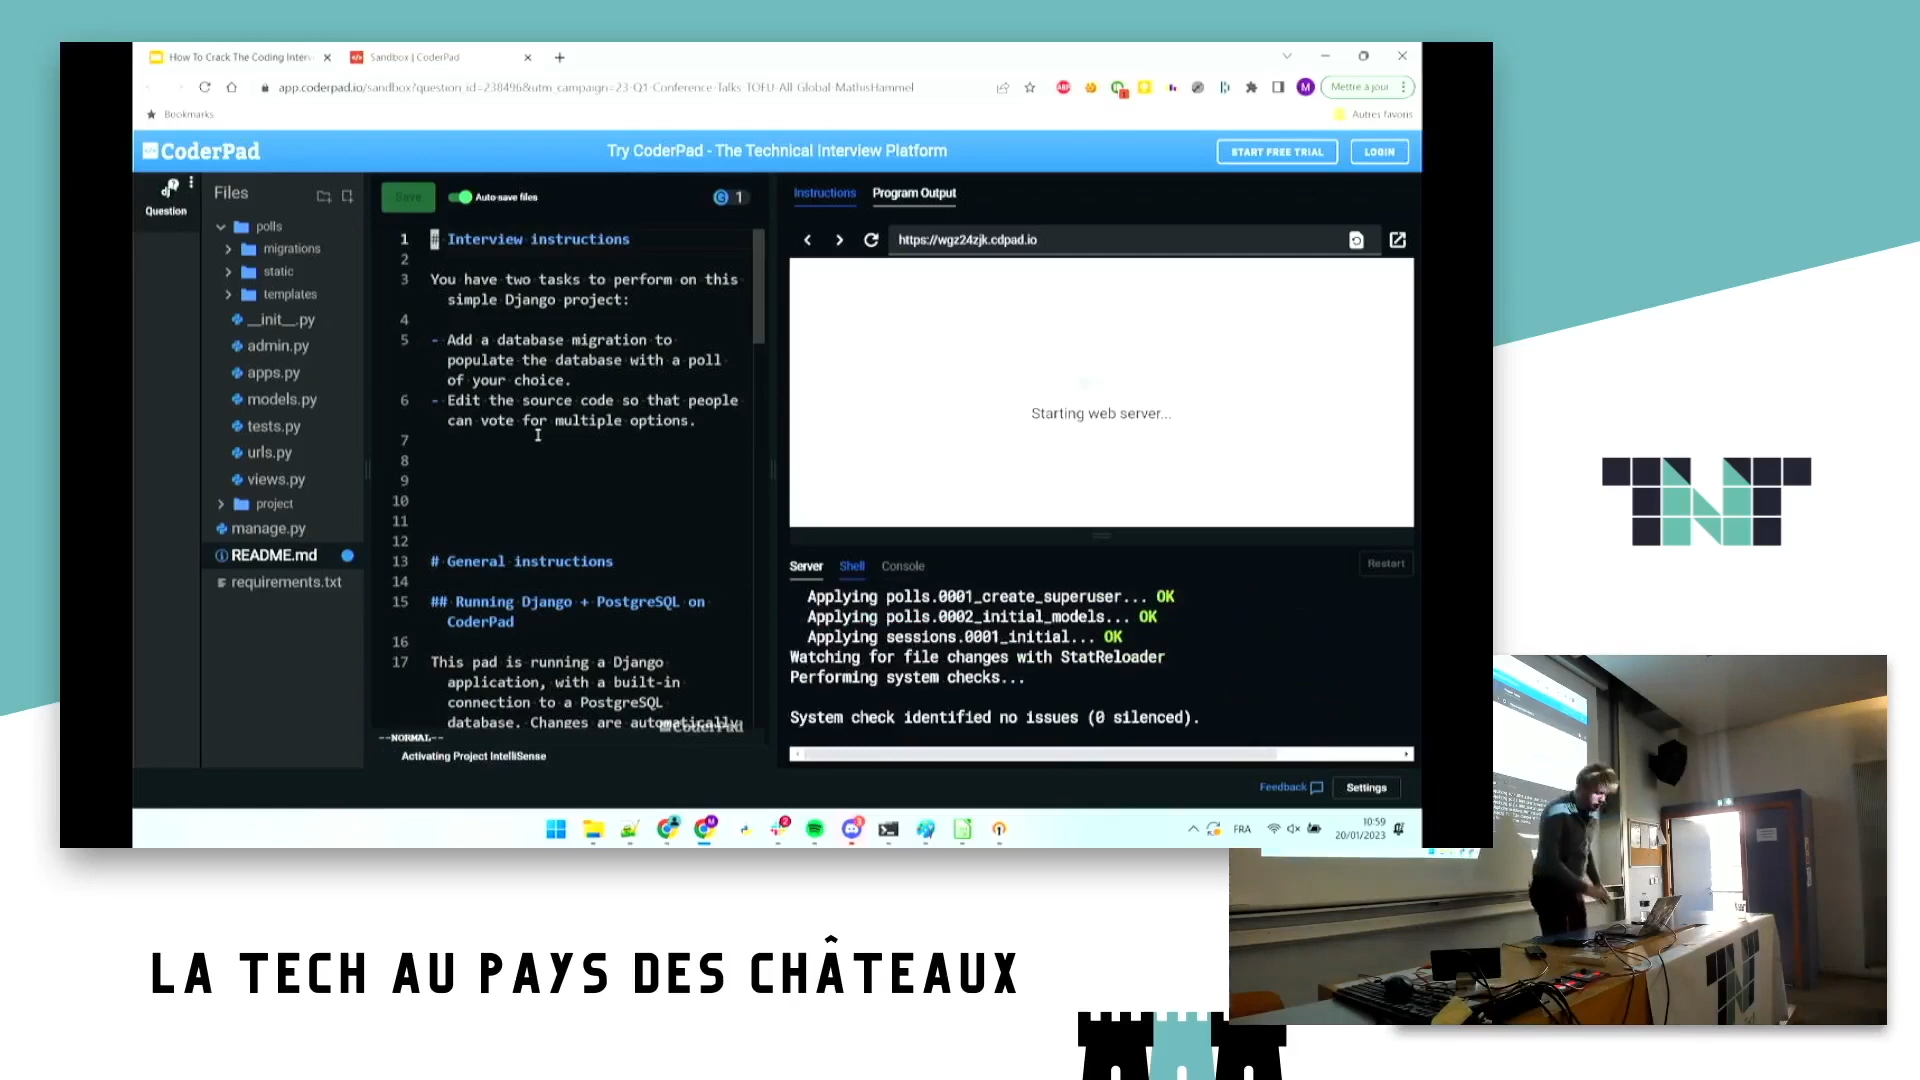 How To Crack The Coding Interv
Sandbox | CoderPad
app.coderpad.io/sandbox?question_id=238496&utm_campaign=23-Q1-Conference-Talks-TOFU-All-Global-MathisHammel
M
Mettre à jour
Bookmarks
Autres favoris
CoderPad
Try CoderPad - The Technical Interview Platform
START FREE TRIAL
LOGIN
Question
Files
polls
migrations
static
templates
__init__.py
admin.py
apps.py
models.py
tests.py
urls.py
views.py
project
manage.py
README.md
requirements.txt
Save
Auto-save files
G 1
1 # Interview instructions
2
3 You have two tasks to perform on this
simple Django project:
4
5 - Add a database migration to
populate the database with a poll
of your choice.
6 - Edit the source code so that people
can vote for multiple options.
7
8
9
10
11
12
13 # General instructions
14
15 ## Running Django + PostgreSQL on
CoderPad
16
17 This pad is running a Django
application, with a built-in
connection to a PostgreSQL
database. Changes are automatically
CoderPad
--NORMAL--
Activating Project IntelliSense
Instructions
Program Output
https://wgz24zjk.cdpad.io
Starting web server...
Server
Shell
Console
Restart
Applying polls.0001_create_superuser... OK
Applying polls.0002_initial_models... OK
Applying sessions.0001_initial... OK
Watching for file changes with StatReloader
Performing system checks...
System check identified no issues (0 silenced).
Feedback
Settings
FRA
10:59
20/01/2023
TNT
LA TECH AU PAYS DES CHÂTEAUX